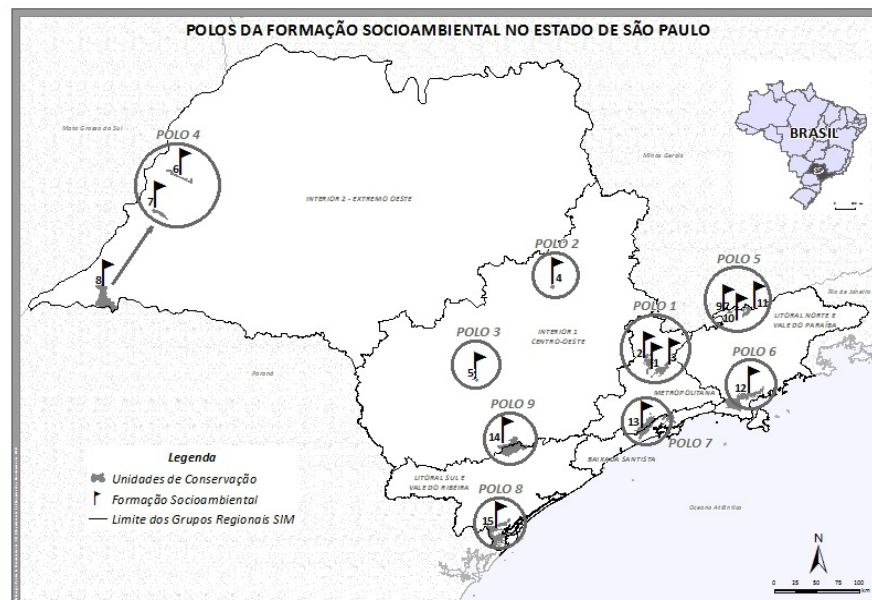 POLOS DA FORMAÇÃO SOCIOAMBIENTAL NO ESTADO DE SÃO PAULO
Mato Grosso do Sul
POLO 4
6
7
8
INTERIOR 2 - EXTREMO OESTE
Minas Gerais
BRASIL
SP
POLO 2
4
POLO 5
9
10
11
Rio de Janeiro
LITORAL NORTE E
VALE DO PARAÍBA
POLO 1
2
1
3
INTERIOR 1
CENTRO-OESTE
POLO 3
5
POLO 6
12
METROPOLITANA
Paraná
POLO 9
14
13
POLO 7
BAIXADA SANTISTA
LITORAL SUL E
VALE DO RIBEIRA
POLO 8
15
Oceano Atlântico
Legenda
Unidades de Conservação
Formação Socioambiental
Limite dos Grupos Regionais SIM
N
0 25 50 75 100
km